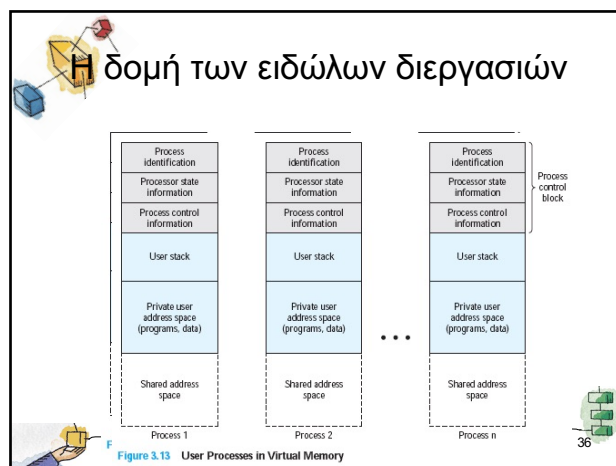 Η δομή των ειδώλων διεργασιών
Process
identification
Processor state
information
Process control
information
User stack
Private user
address space
(programs, data)
Shared address
space
Process 1
Process
identification
Processor state
information
Process control
information
User stack
Private user
address space
(programs, data)
Shared address
space
Process 2
• • •
Process
identification
Processor state
information
Process control
information
User stack
Private user
address space
(programs, data)
Shared address
space
Process n
Process
control
block
F
Figure 3.13 User Processes in Virtual Memory
36